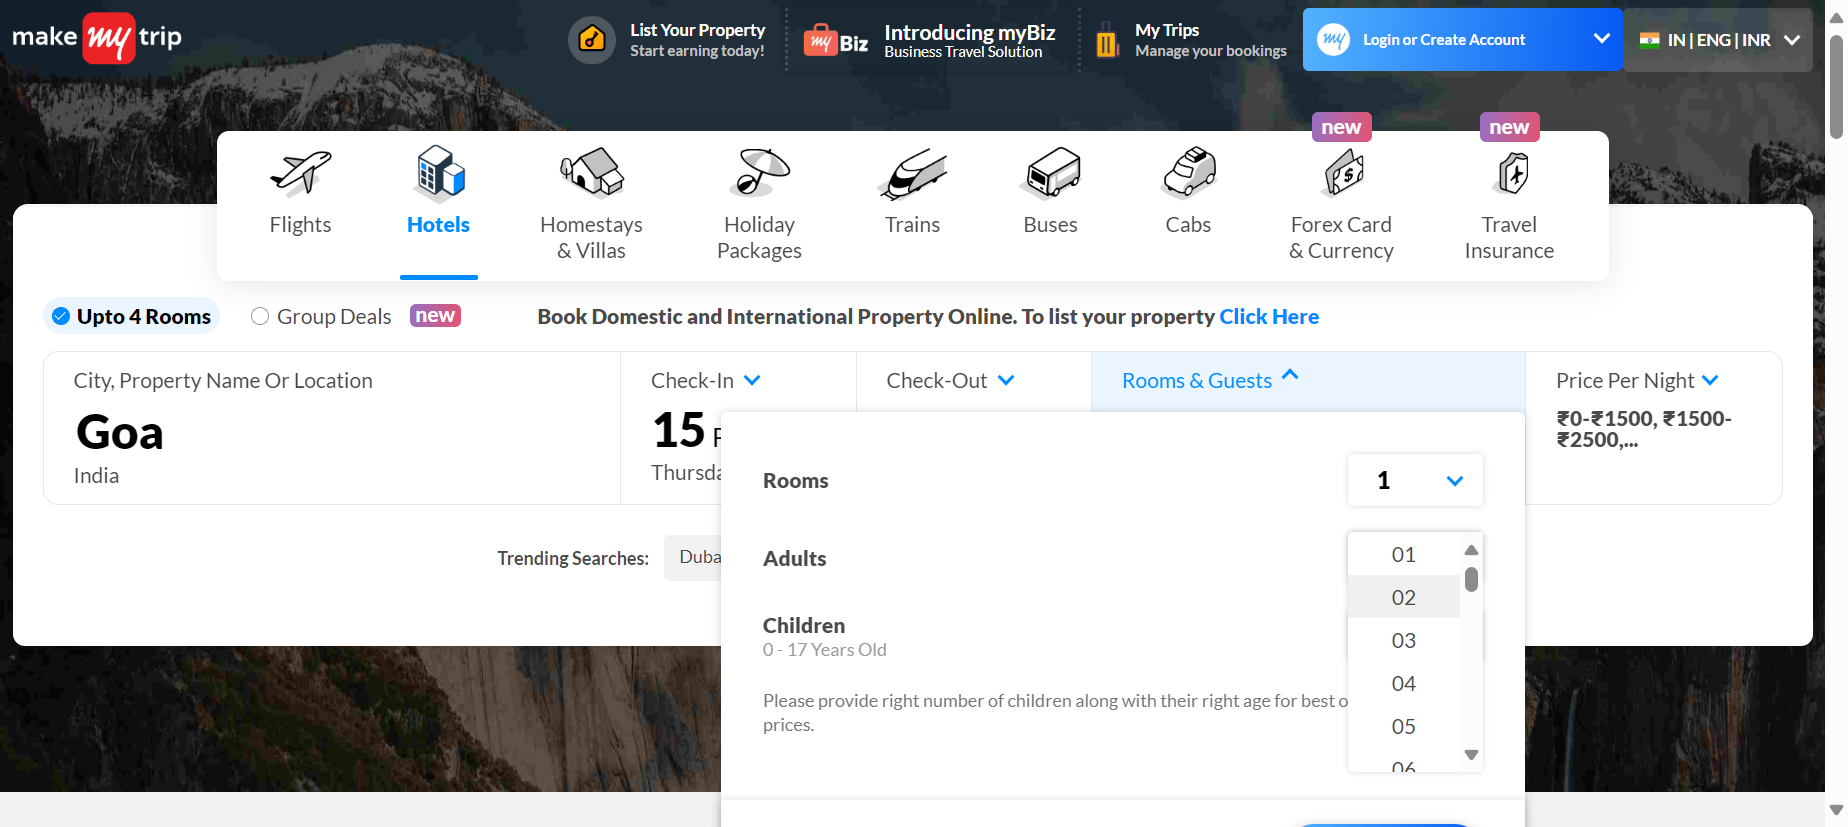 make my trip
List Your Property
Start earning today!
my Biz
Introducing myBiz
Business Travel Solution
My Trips
Manage your bookings
my
Login or Create Account
IN | ENG | INR
new
new
Flights
Hotels
Homestays
& Villas
Holiday
Packages
Trains
Buses
Cabs
Forex Card
& Currency
Travel
Insurance
Upto 4 Rooms
Group Deals
new
Book Domestic and International Property Online. To list your property Click Here
City, Property Name Or Location
Goa
India
Check-In
15
Check-Out
Rooms & Guests
Price Per Night
₹0-₹1500, ₹1500-
₹2500,...
Rooms
1
Trending Searches:
Adults
01
02
03
04
05
06
Children
0 - 17 Years Old
Please provide right number of children along with their right age for best
prices.